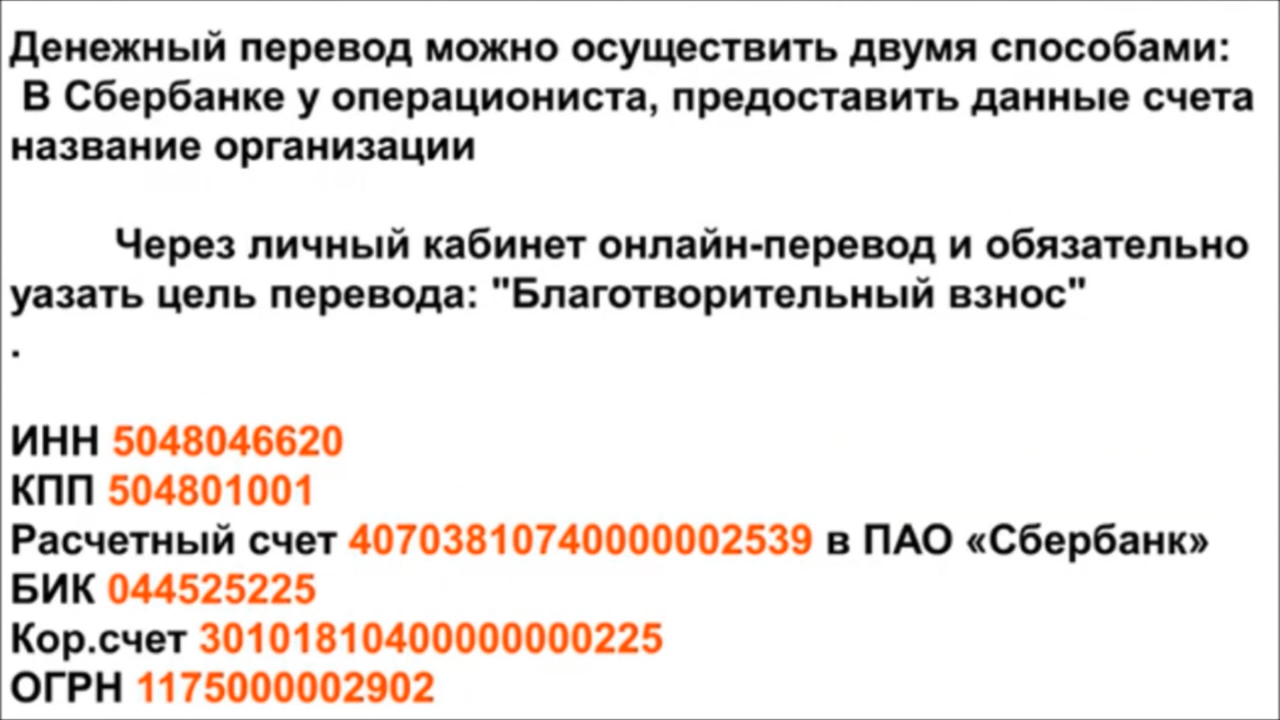 Денежный перевод можно осуществить двумя способами:
В Сбербанке у операциониста, предоставить данные счета
название организации
Через личный кабинет онлайн-перевод и обязательно
уазать цель перевода: "Благотворительный взнос"
.
ИНН 5048046620
КПП 504801001
Расчетный счет 40703810740000002539 в ПАО «Сбербанк»
БИК 044525225
Кор.счет 30101810400000000225
ОГРН 1175000002902